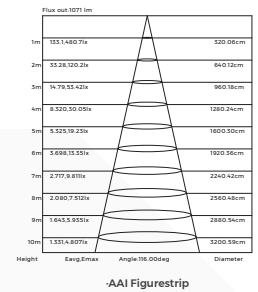 Flux out:1071 lm
1m 133.1,480.7lx 320.06cm
2m 33.28,120.2lx 640.12cm
3m 14.79,53.42lx 960.18cm
4m 8.320,30.05lx 1280.24cm
5m 5.325,19.23lx 1600.30cm
6m 3.698,13.35lx 1920.36cm
7m 2.717,9.811lx 2240.42cm
8m 2.080,7.512lx 2560.48cm
9m 1.643,5.935lx 2880.54cm
10m 1.331,4.807lx 3200.59cm
Height Eavg,Emax Angle:116.00deg Diameter
·AAI Figurestrip